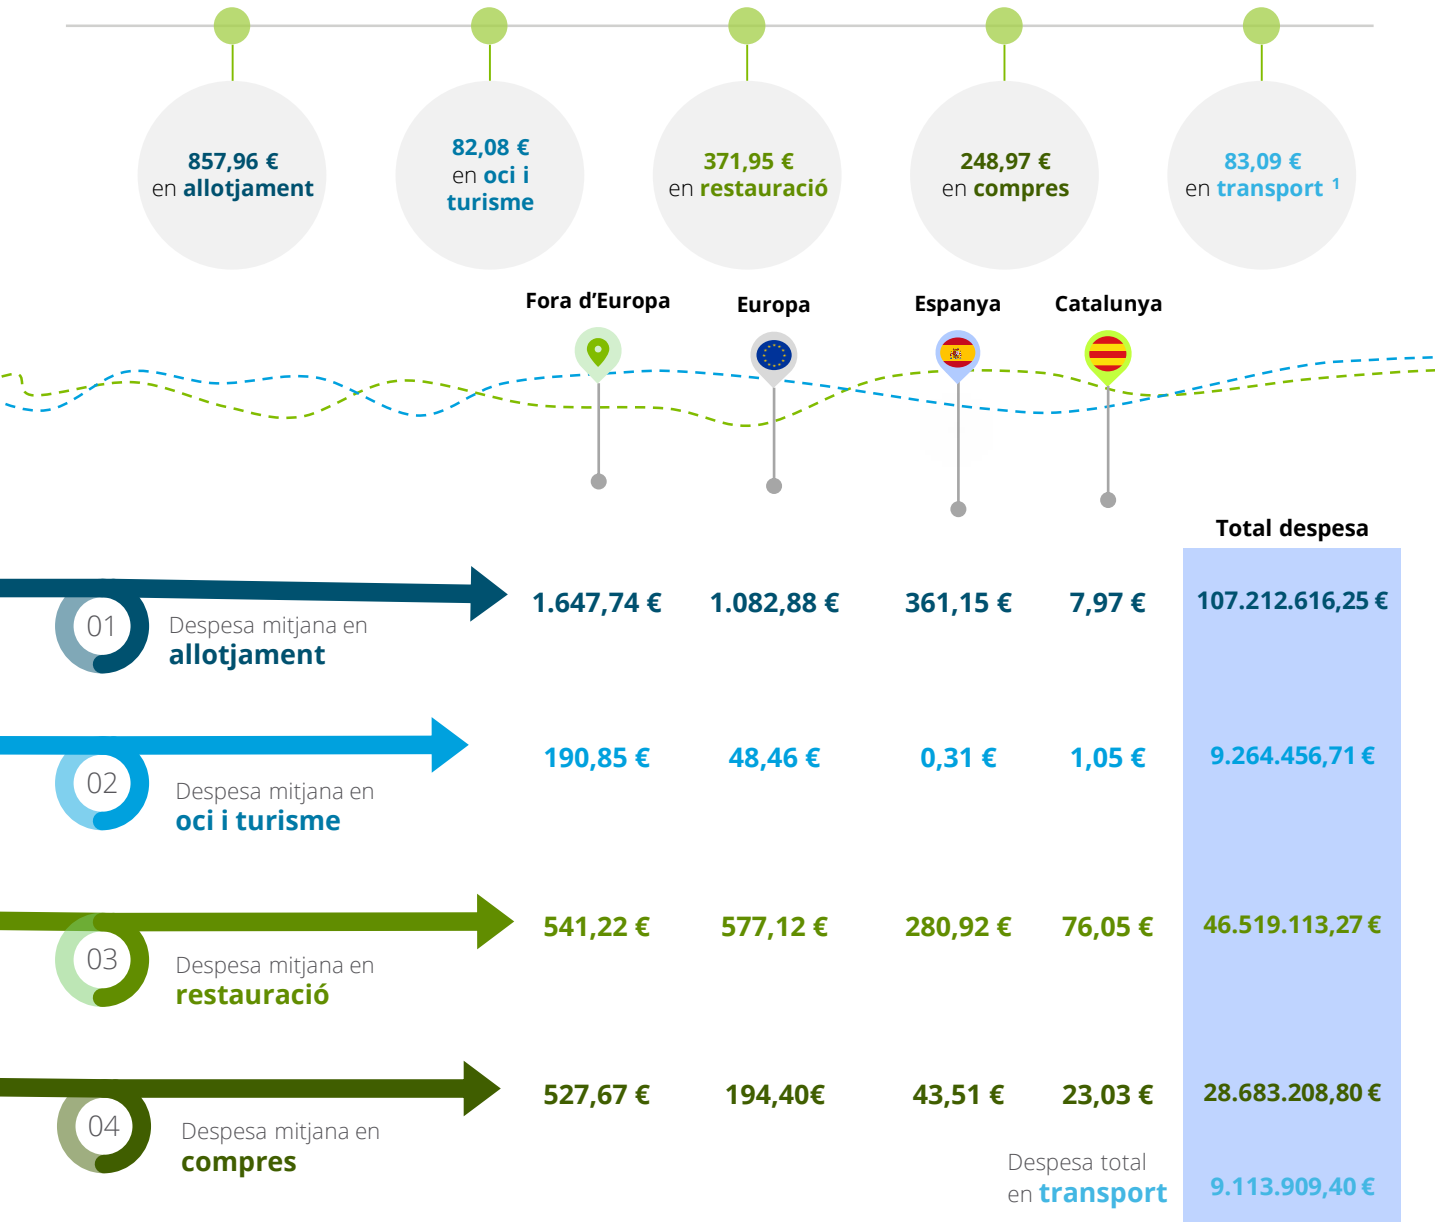 857,96 €
en allotjament
82,08 €
en oci i
turisme
371,95 €
en restauració
248,97 €
en compres
83,09 €
en transport 1
Fora d'Europa
Europa
Espanya
Catalunya
Total despesa
01
Despesa mitjana en
allotjament
1.647,74 €
1.082,88 €
361,15 €
7,97 €
107.212.616,25 €
02
Despesa mitjana en
oci i turisme
190,85 €
48,46 €
0,31 €
1,05 €
9.264.456,71 €
03
Despesa mitjana en
restauració
541,22 €
577,12 €
280,92 €
76,05 €
46.519.113,27 €
04
Despesa mitjana en
compres
527,67 €
194,40€
43,51 €
23,03 €
28.683.208,80 €
Despesa total
en transport
9.113.909,40 €